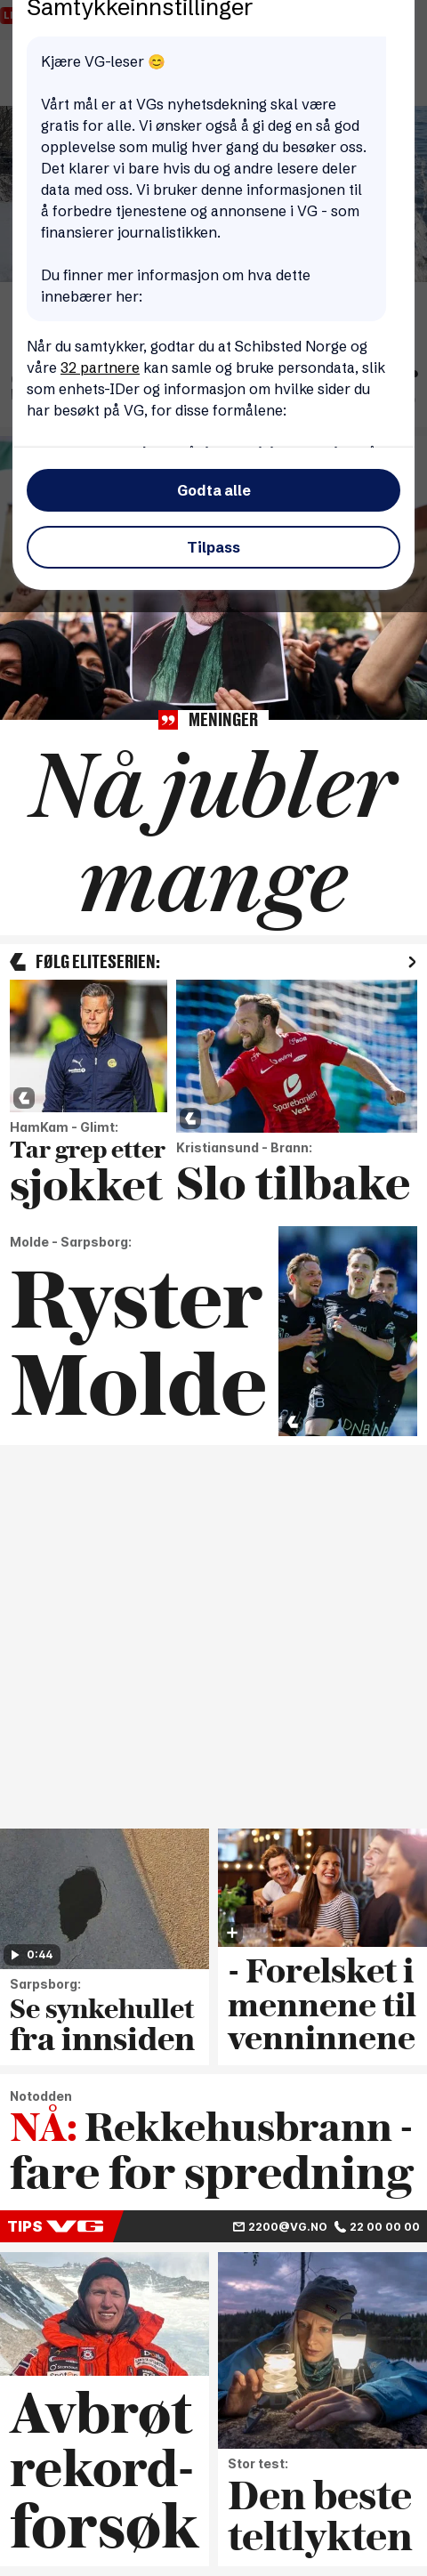 Samtykkeinnstillinger
Kjære VG-leser 😊
Vårt mål er at VGs nyhetsdekning skal være
gratis for alle. Vi ønsker også å gi deg en så god
opplevelse som mulig hver gang du besøker oss.
Det klarer vi bare hvis du og andre lesere deler
data med oss. Vi bruker denne informasjonen til
å forbedre tjenestene og annonsene i VG - som
finansierer journalistikken.
Du finner mer informasjon om hva dette
innebærer her:
Når du samtykker, godtar du at Schibsted Norge og
våre 32 partnere kan samle og bruke persondata, slik
som enhets-IDer og informasjon om hvilke sider du
har besøkt på VG, for disse formålene:
Godta alle
Tilpass
MENINGER
Nå jubler
mange
FØLG ELITESERIEN:
HamKam - Glimt:
Tar grep etter
sjokket
Kristiansund - Brann:
Slo tilbake
Sparebanken
Vest
Molde - Sarpsborg:
Ryster
Molde
0:44
Sarpsborg:
Se synkehullet
fra innsiden
- Forelsket i
mennene til
venninnene
Notodden
NÅ: Rekkehusbrann -
fare for spredning
TIPS VG
2200@VG.NO 22 00 00 00
Avbrøt
rekord-
forsøk
Stor test:
Den beste
teltlykten